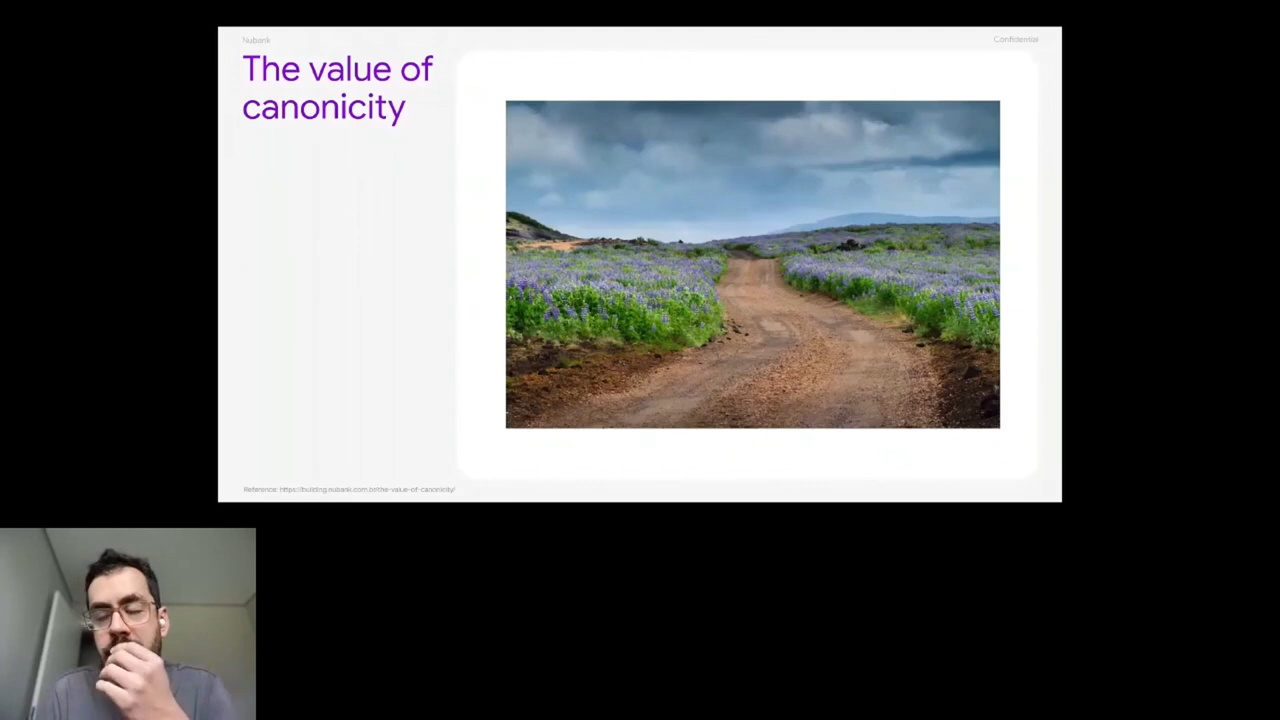 Nubank
Confidential
The value of
canonicity
Reference: https://building.nubank.com.br/the-value-of-canonicity/